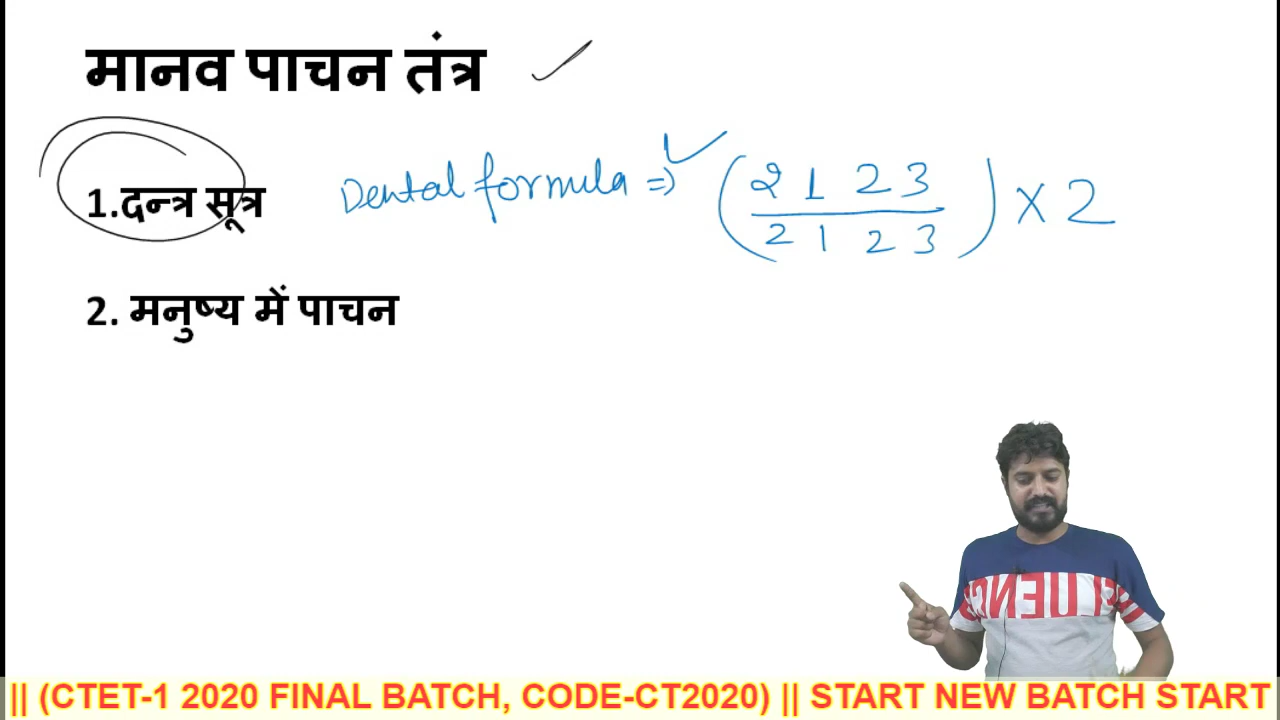 मानव पाचन तंत्र
1.दन्त्र सूत्र Dental formula ⇒ (2 1 2 3 / 2 1 2 3) × 2
2. मनुष्य में पाचन
|| (CTET-1 2020 FINAL BATCH, CODE-CT2020) || START NEW BATCH START